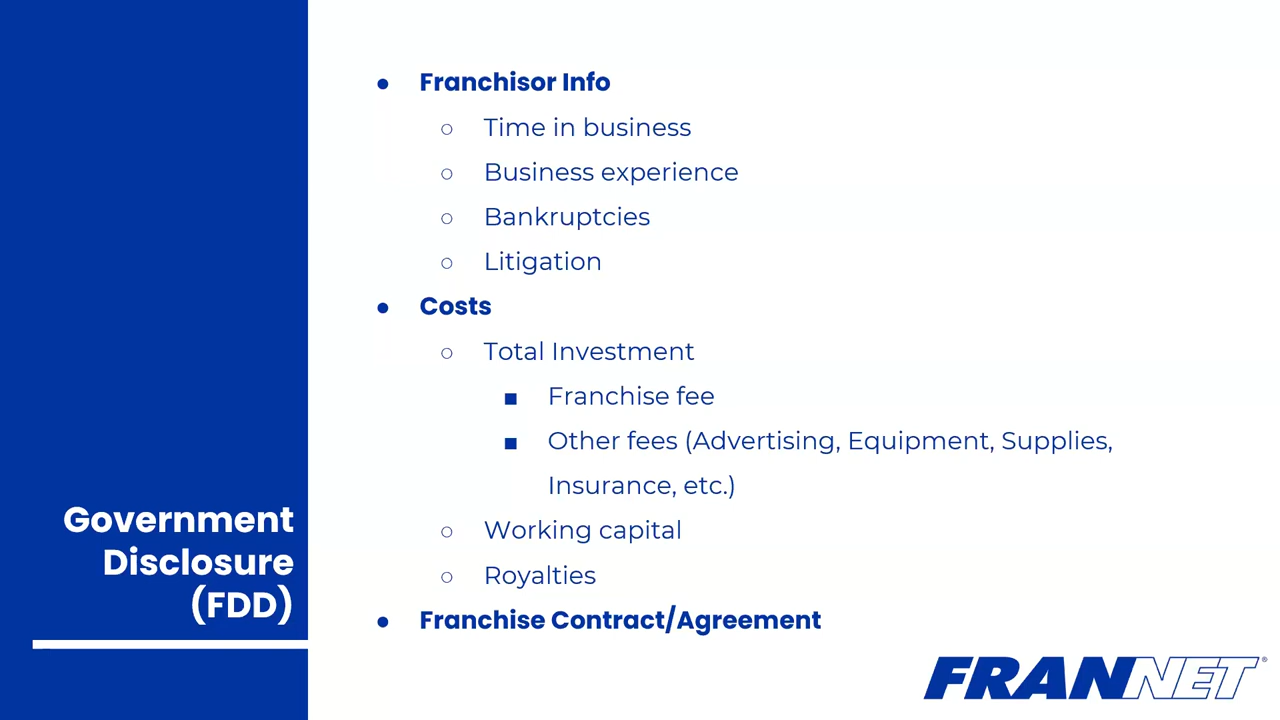 Government
Disclosure
(FDD)
● Franchisor Info
○ Time in business
○ Business experience
○ Bankruptcies
○ Litigation
● Costs
○ Total Investment
■ Franchise fee
■ Other fees (Advertising, Equipment, Supplies,
Insurance, etc.)
○ Working capital
○ Royalties
● Franchise Contract/Agreement
FRANNET®